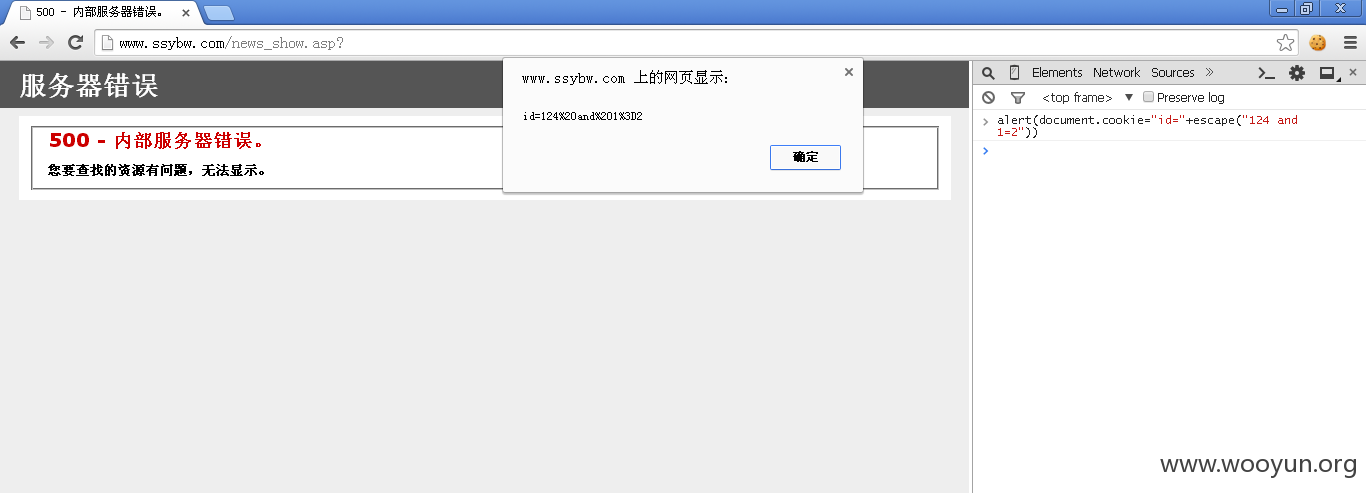 500 - 内部服务器错误。
www.ssybw.com/news_show.asp?
服务器错误
500 - 内部服务器错误。
您要查找的资源有问题，无法显示。
www.ssybw.com 上的网页显示：
id=124%20and%201%3D2
确定
Elements Network Sources »
<top frame> ▼ Preserve log
alert(document.cookie="id="+escape("124 and
1=2"))
www.wooyun.org